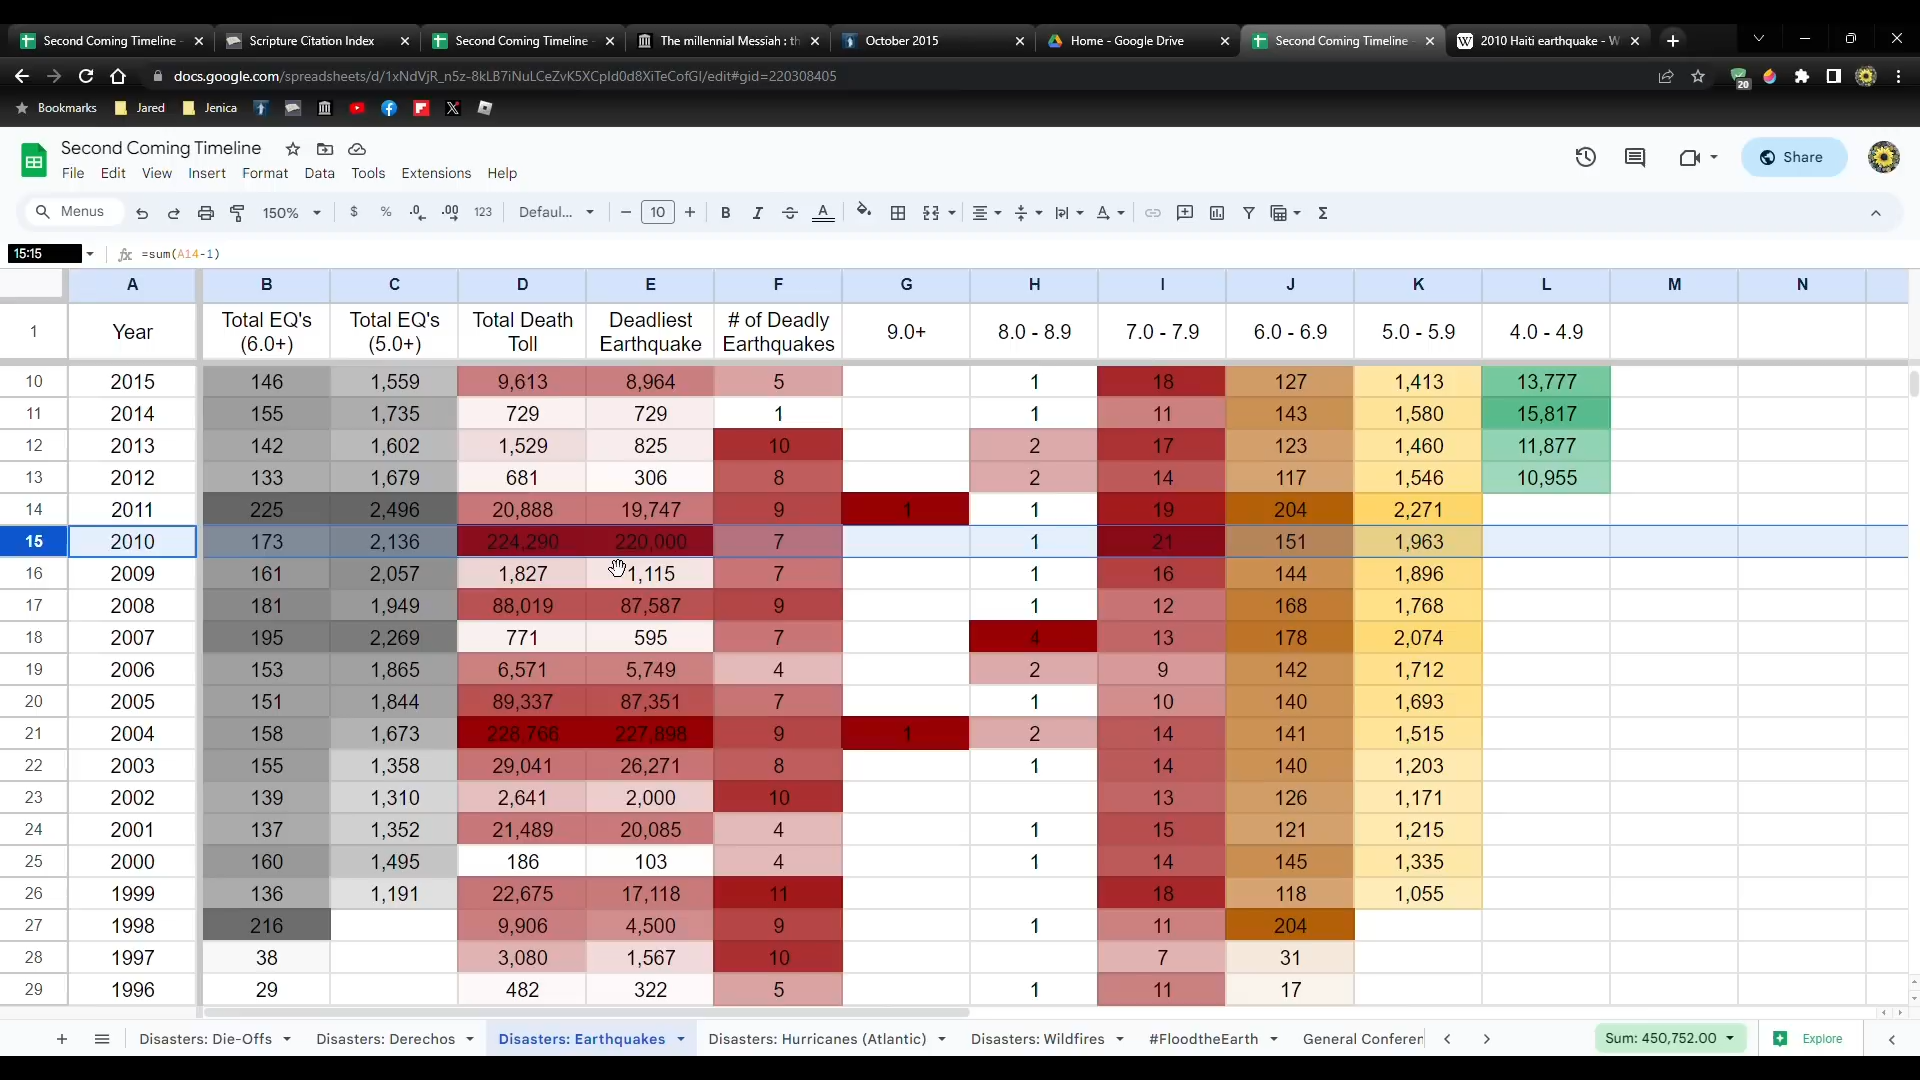 Second Coming Timeline -
Scripture Citation Index
Second Coming Timeline -
The millennial Messiah : th
October 2015
Home - Google Drive
Second Coming Timeline -
2010 Haiti earthquake - W
docs.google.com/spreadsheets/d/1xNdVjR_n5z-8kLB7iNuLCeZvK5XCpId0d8XiTeCofGI/edit#gid=220308405
20
Bookmarks Jared Jenica
Second Coming Timeline
Share
File Edit View Insert Format Data Tools Extensions Help
Menus 150% $ % .0 .00 123 Defaul... 10 B I A
15:15 fx =sum(A14-1)
A B C D E F G H I J K L M N
1 Year Total EQ's (6.0+) Total EQ's (5.0+) Total Death Toll Deadliest Earthquake # of Deadly Earthquakes 9.0+ 8.0 - 8.9 7.0 - 7.9 6.0 - 6.9 5.0 - 5.9 4.0 - 4.9
10 2015 146 1,559 9,613 8,964 5 1 18 127 1,413 13,777
11 2014 155 1,735 729 729 1 1 11 143 1,580 15,817
12 2013 142 1,602 1,529 825 10 2 17 123 1,460 11,877
13 2012 133 1,679 681 306 8 2 14 117 1,546 10,955
14 2011 225 2,496 20,888 19,747 9 1 1 19 204 2,271
15 2010 173 2,136 224,290 220,000 7 1 21 151 1,963
16 2009 161 2,057 1,827 1,115 7 1 16 144 1,896
17 2008 181 1,949 88,019 87,587 9 1 12 168 1,768
18 2007 195 2,269 771 595 7 4 13 178 2,074
19 2006 153 1,865 6,571 5,749 4 2 9 142 1,712
20 2005 151 1,844 89,337 87,351 7 1 10 140 1,693
21 2004 158 1,673 228,766 227,898 9 1 2 14 141 1,515
22 2003 155 1,358 29,041 26,271 8 1 14 140 1,203
23 2002 139 1,310 2,641 2,000 10 13 126 1,171
24 2001 137 1,352 21,489 20,085 4 1 15 121 1,215
25 2000 160 1,495 186 103 4 1 14 145 1,335
26 1999 136 1,191 22,675 17,118 11 18 118 1,055
27 1998 216 9,906 4,500 9 1 11 204
28 1997 38 3,080 1,567 10 7 31
29 1996 29 482 322 5 1 11 17
Disasters: Die-Offs Disasters: Derechos Disasters: Earthquakes Disasters: Hurricanes (Atlantic) Disasters: Wildfires #FloodtheEarth General Conferen Sum: 450,752.00 Explore